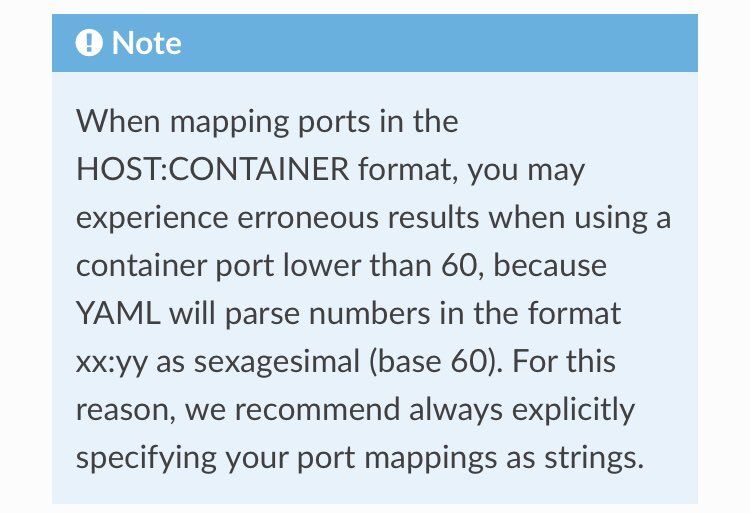 Note
When mapping ports in the
HOST:CONTAINER format, you may
experience erroneous results when using a
container port lower than 60, because
YAML will parse numbers in the format
xx:yy as sexagesimal (base 60). For this
reason, we recommend always explicitly
specifying your port mappings as strings.